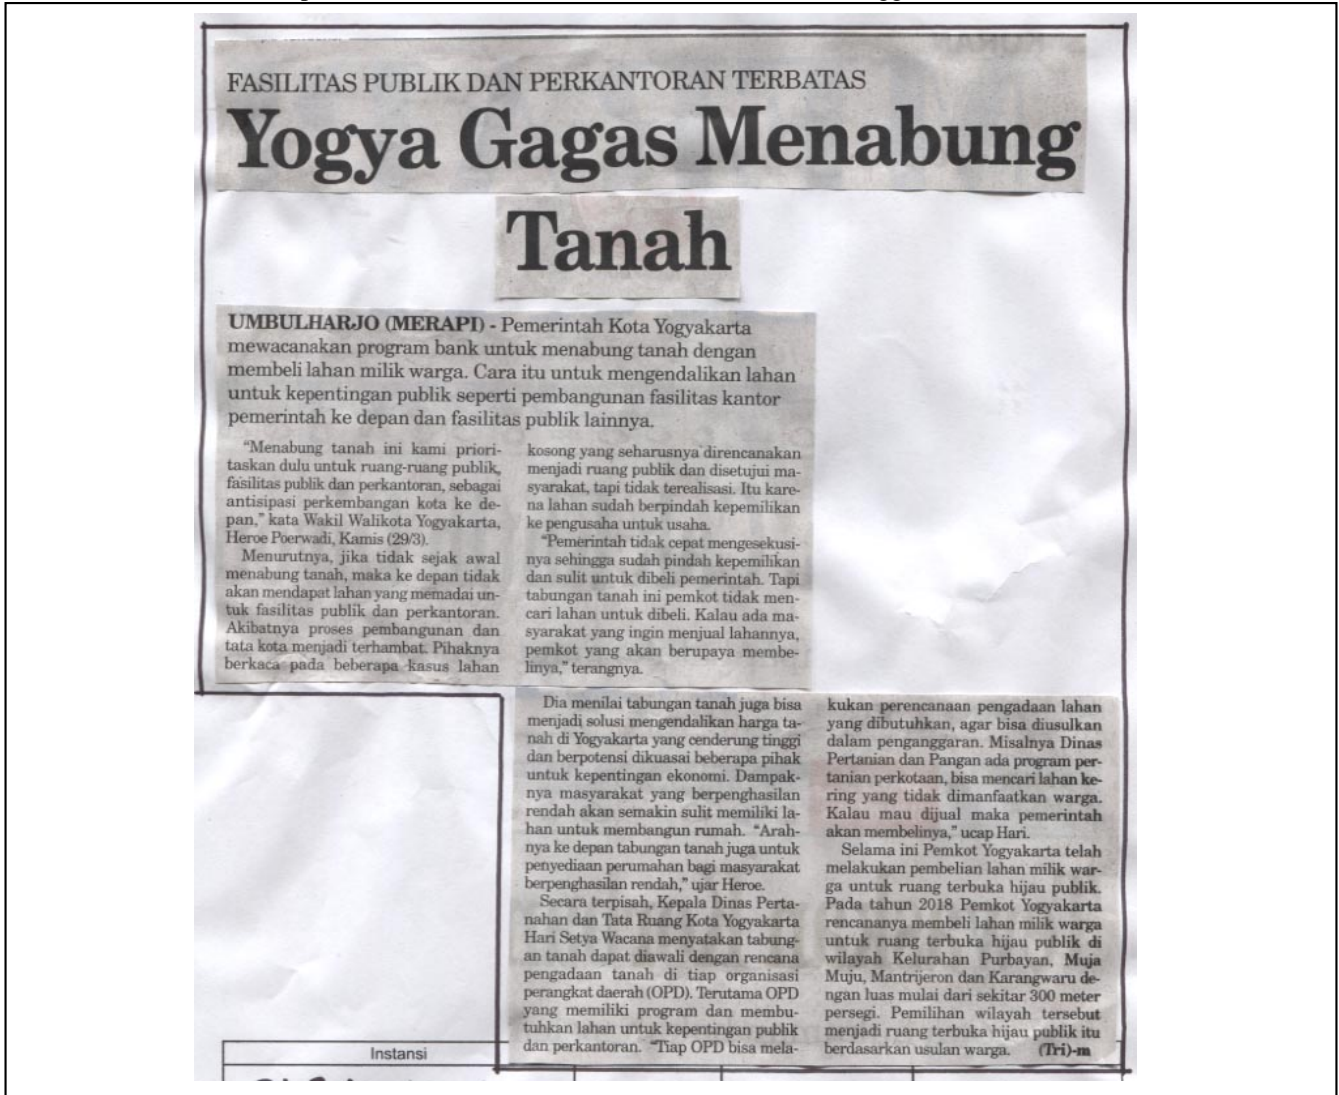 FASILITAS PUBLIK DAN PERKANTORAN TERBATAS
Yogya Gagas Menabung
Tanah
UMBULHARJO (MERAPI) - Pemerintah Kota Yogyakarta
mewacanakan program bank untuk menabung tanah dengan
membeli lahan milik warga. Cara itu untuk mengendalikan lahan
untuk kepentingan publik seperti pembangunan fasilitas kantor
pemerintah ke depan dan fasilitas publik lainnya.
"Menabung tanah ini kami priori-
taskan dulu untuk ruang-ruang publik,
fasilitas publik dan perkantoran, sebagai
antisipasi perkembangan kota ke de-
pan," kata Wakil Walikota Yogyakarta,
Heroe Poerwadi, Kamis (29/3).
Menurutnya, jika tidak sejak awal
menabung tanah, maka ke depan tidak
akan mendapat lahan yang memadai un-
tuk fasilitas publik dan perkantoran.
Akibatnya proses pembangunan dan
tata kota menjadi terhambat. Pihaknya
berkaca pada beberapa kasus lahan
kosong yang seharusnya direncanakan
menjadi ruang publik dan disetujui ma-
syarakat, tapi tidak terealisasi. Itu kare-
na lahan sudah berpindah kepemilikan
ke pengusaha untuk usaha.
"Pemerintah tidak cepat mengesekusi-
nya sehingga sudah pindah kepemilikan
dan sulit untuk dibeli pemerintah. Tapi
tabungan tanah ini pemkot tidak men-
cari lahan untuk dibeli. Kalau ada ma-
syarakat yang ingin menjual lahannya,
pemkot yang akan berupaya membe-
linya," terangnya.
Dia menilai tabungan tanah juga bisa
menjadi solusi mengendalikan harga ta-
nah di Yogyakarta yang cenderung tinggi
dan berpotensi dikuasai beberapa pihak
untuk kepentingan ekonomi. Dampak-
nya masyarakat yang berpenghasilan
rendah akan semakin sulit memiliki la-
han untuk membangun rumah. "Arah-
nya ke depan tabungan tanah juga untuk
penyediaan perumahan bagi masyarakat
berpenghasilan rendah," ujar Heroe.
Secara terpisah, Kepala Dinas Perta-
nahan dan Tata Ruang Kota Yogyakarta
Hari Setya Wacana menyatakan tabung-
an tanah dapat diawali dengan rencana
pengadaan tanah di tiap organisasi
perangkat daerah (OPD). Terutama OPD
yang memiliki program dan membu-
tuhkan lahan untuk kepentingan publik
dan perkantoran. "Tiap OPD bisa mela-
kukan perencanaan pengadaan lahan
yang dibutuhkan, agar bisa diusulkan
dalam penganggaran. Misalnya Dinas
Pertanian dan Pangan ada program per-
tanian perkotaan, bisa mencari lahan ke-
ring yang tidak dimanfaatkan warga.
Kalau mau dijual maka pemerintah
akan membelinya," ucap Hari.
Selama ini Pemkot Yogyakarta telah
melakukan pembelian lahan milik war-
ga untuk ruang terbuka hijau publik.
Pada tahun 2018 Pemkot Yogyakarta
rencananya membeli lahan milik warga
untuk ruang terbuka hijau publik di
wilayah Kelurahan Purbayan, Muja
Muju, Mantrijeron dan Karangwaru de-
ngan luas mulai dari sekitar 300 meter
persegi. Pemilihan wilayah tersebut
menjadi ruang terbuka hijau publik itu
berdasarkan usulan warga. (Tri)-m
Instansi